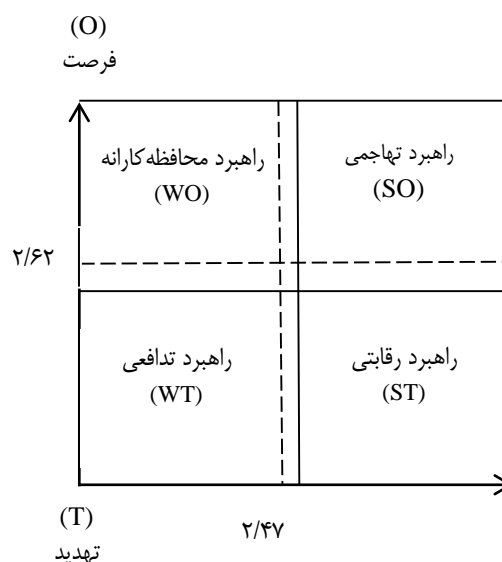 (O)
فرصت
راهبرد محافظه‌کارانه
(WO)
راهبرد تهاجمی
(SO)
۲/۶۲
راهبرد تدافعی
(WT)
راهبرد رقابتی
(ST)
(T)
تهدید
۲/۴۷